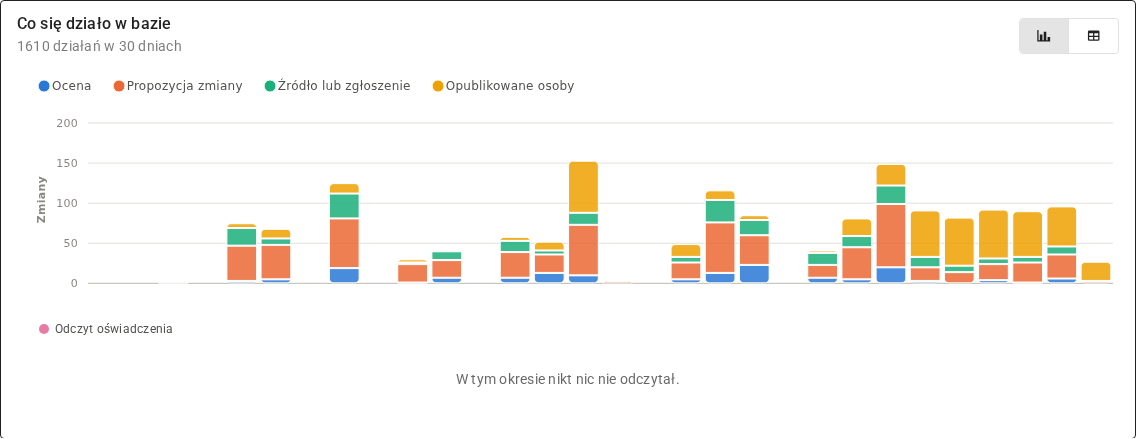 Co się działo w bazie
1610 działań w 30 dniach
Ocena
Propozycja zmiany
Źródło lub zgłoszenie
Opublikowane osoby
Zmiany
200
150
100
50
0
Odczyt oświadczenia
W tym okresie nikt nic nie odczytał.